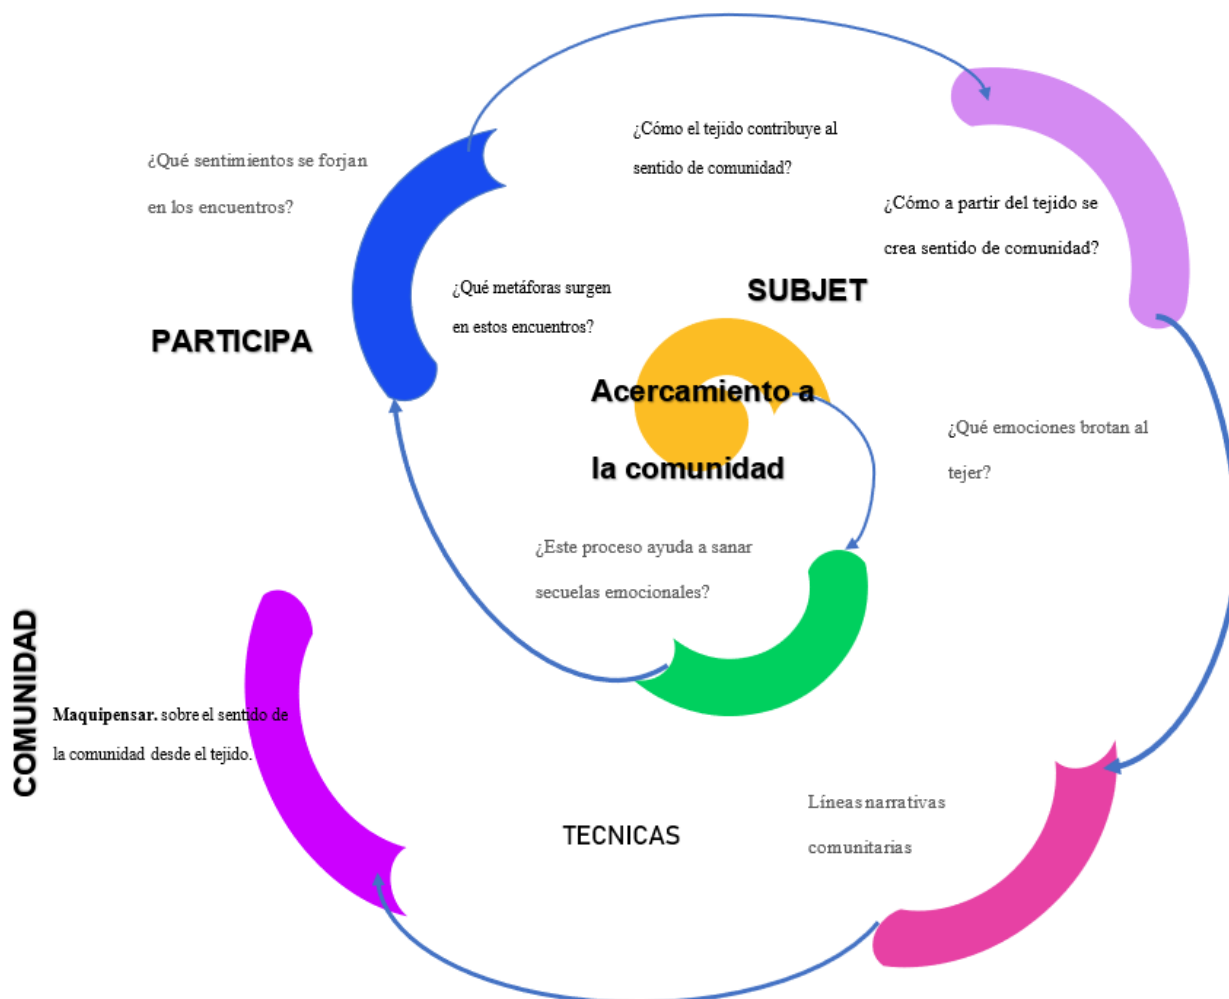 ¿Cómo el tejido contribuye al
sentido de comunidad?
¿Qué sentimientos se forjan
en los encuentros?
¿Cómo a partir del tejido se
crea sentido de comunidad?
¿Qué metáforas surgen
en estos encuentros?
SUBJET
PARTICIPA
Acercamiento a
la comunidad
¿Qué emociones brotan al
tejer?
¿Este proceso ayuda a sanar
secuelas emocionales?
COMUNIDAD
Maquipensar. sobre el sentido de
la comunidad desde el tejido.
Líneas narrativas
comunitarias
TECNICAS